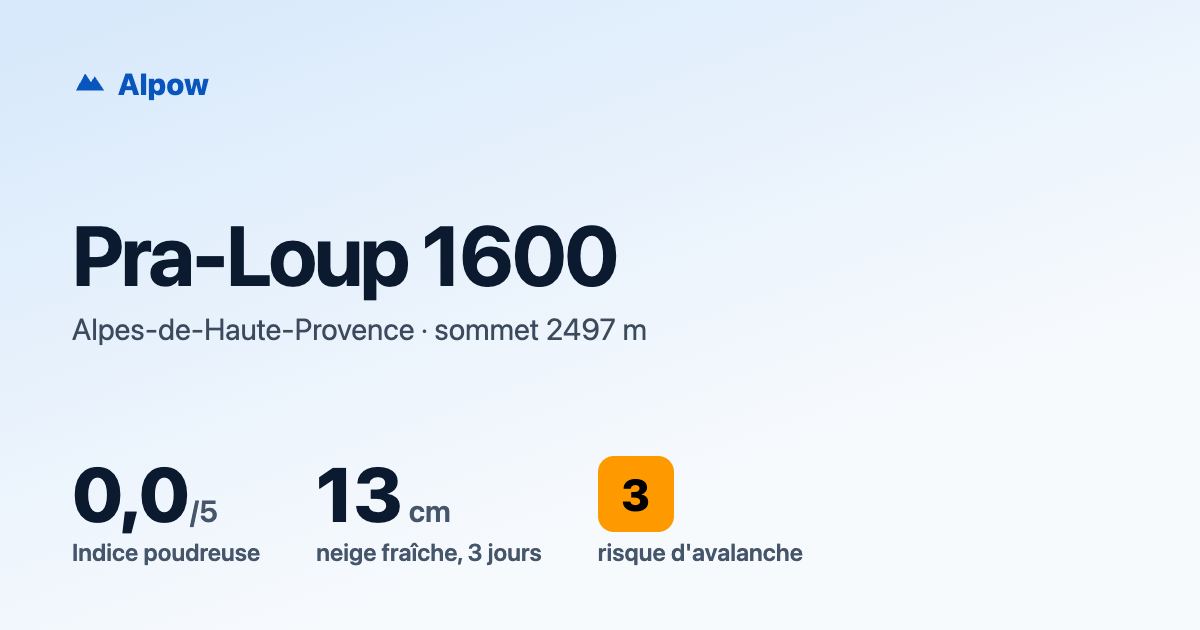 Alpow
Pra-Loup 1600
Alpes-de-Haute-Provence · sommet 2497 m
0,0/5 13 cm 3
Indice poudreuse neige fraîche, 3 jours risque d'avalanche